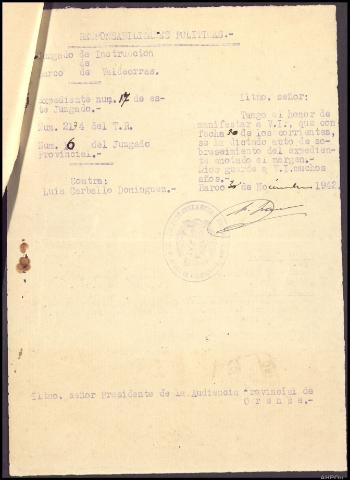 RESPONSABILIDADES POLITICAS.-
Juzgado de Instrucción
de
Barco de Valdeorras.
Expediente num. 17 de es-
te Juzgado.
Num. 2194 del T.R.
Num. 6 del Juzgado
Provincial.-
Contra:
Luis Carballo Dominguez.-
Iltmo. señor:
Tengo el honor de
manifestar a V.I., que con
fecha 30 de los corrientes,
se ha dictado auto de so-
breseimiento del expedien-
te anotado al margen.-
Dios guarde a V.I. muchos
años.-
Barco 30 de Noviembre 1942.
Iltmo. señor Presidente de la Audiencia Provincial de
O r e n s e.-